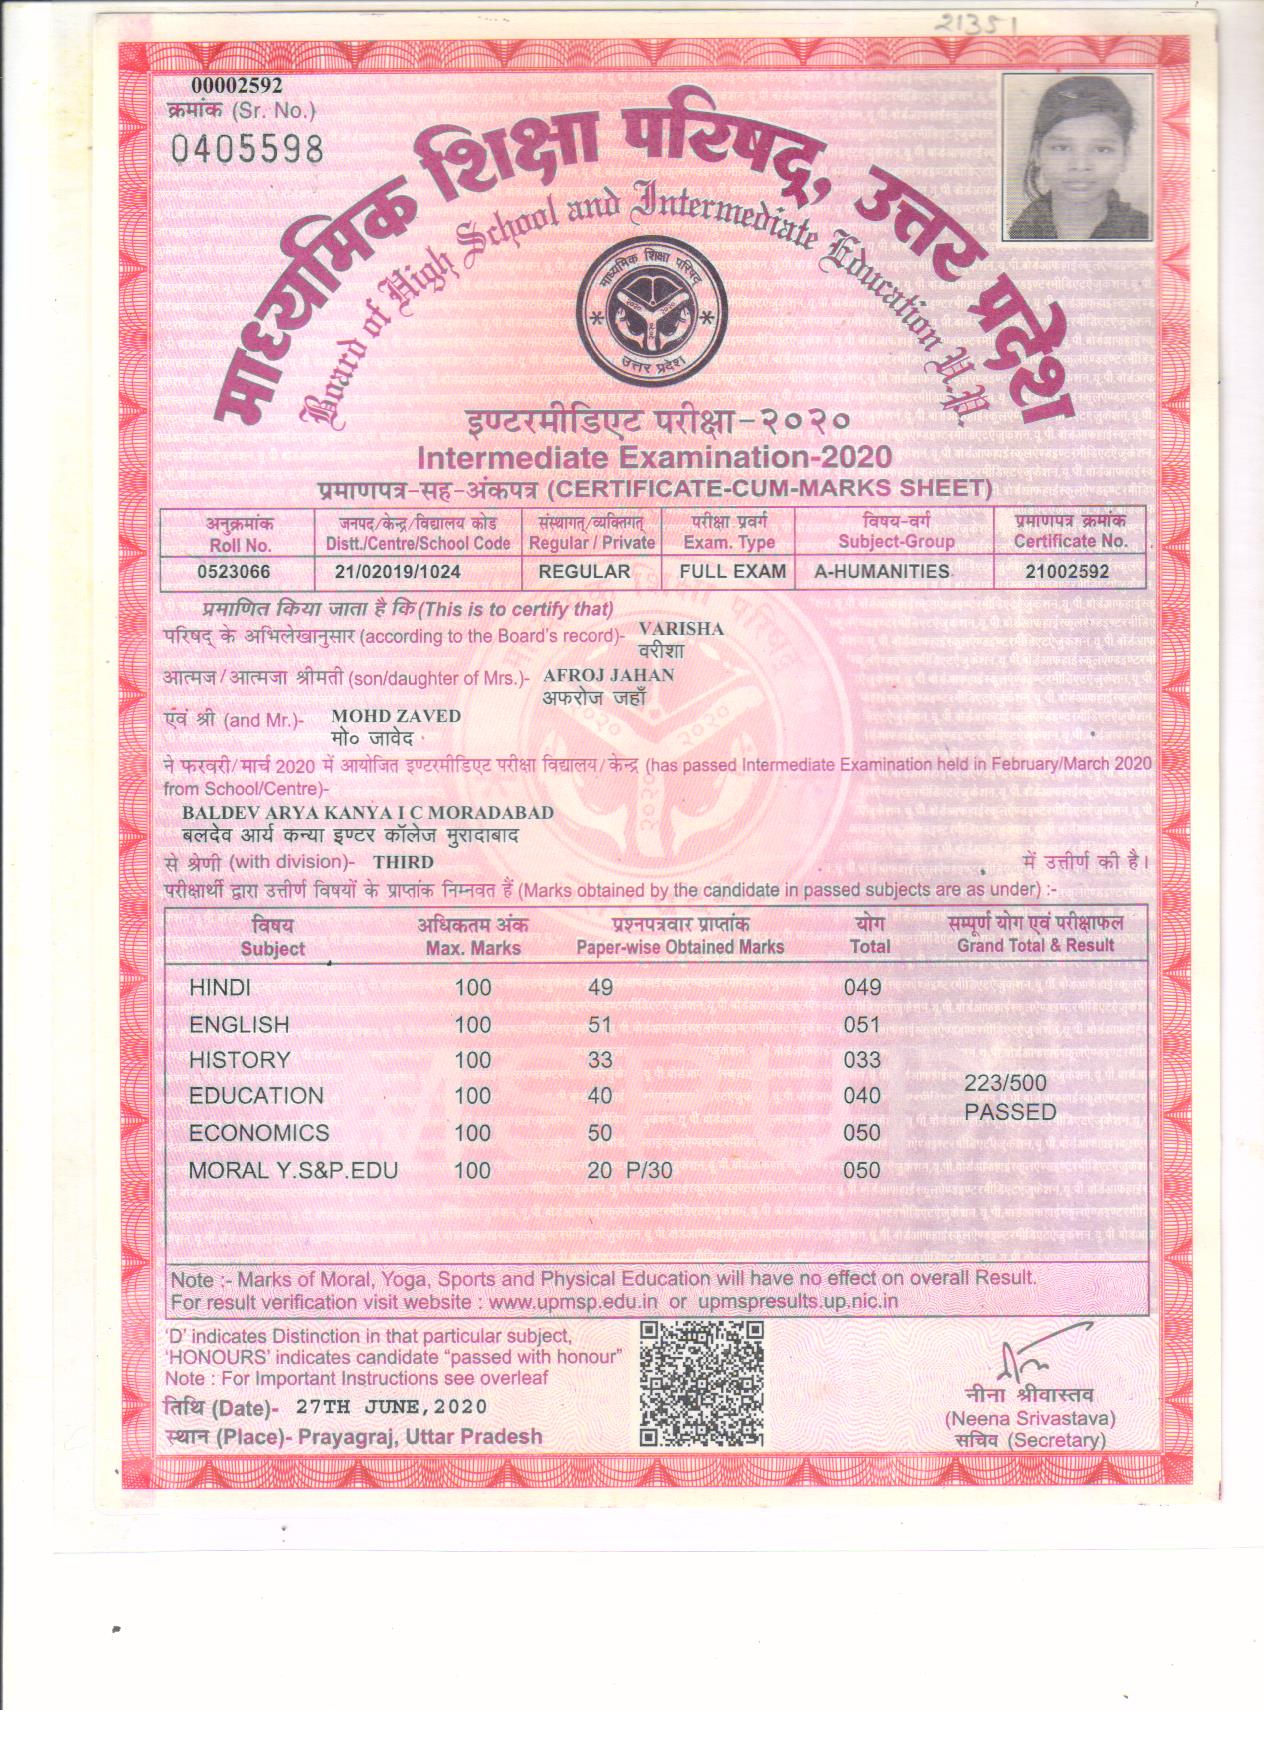 21351
00002592
क्रमांक (Sr. No.)
0405598
माध्यमिक शिक्षा परिषद्, उत्तर प्रदेश
Board of High School and Intermediate Education U.P.
माध्यमिक शिक्षा परिषद्
उत्तर प्रदेश
इण्टरमीडिएट परीक्षा-२०२०
Intermediate Examination-2020
प्रमाणपत्र-सह-अंकपत्र (CERTIFICATE-CUM-MARKS SHEET)
अनुक्रमांक जनपद/केन्द्र/विद्यालय कोड संस्थागत्/व्यक्तिगत् परीक्षा प्रवर्ग विषय-वर्ग प्रमाणपत्र क्रमांक
Roll No. Distt./Centre/School Code Regular / Private Exam. Type Subject-Group Certificate No.
0523066 21/02019/1024 REGULAR FULL EXAM A-HUMANITIES 21002592
प्रमाणित किया जाता है कि (This is to certify that)
परिषद् के अभिलेखानुसार (according to the Board's record)- VARISHA
वरीशा
आत्मज/आत्मजा श्रीमती (son/daughter of Mrs.)- AFROJ JAHAN
अफरोज जहाँ
एवं श्री (and Mr.)- MOHD ZAVED
मो० जावेद
ने फरवरी/मार्च 2020 में आयोजित इण्टरमीडिएट परीक्षा विद्यालय/केन्द्र (has passed Intermediate Examination held in February/March 2020
from School/Centre)-
BALDEV ARYA KANYA I C MORADABAD
बलदेव आर्य कन्या इण्टर कॉलेज मुरादाबाद
से श्रेणी (with division)- THIRD में उत्तीर्ण की है।
परीक्षार्थी द्वारा उत्तीर्ण विषयों के प्राप्तांक निम्नवत हैं (Marks obtained by the candidate in passed subjects are as under) :-
विषय अधिकतम अंक प्रश्नपत्रवार प्राप्तांक योग सम्पूर्ण योग एवं परीक्षाफल
Subject Max. Marks Paper-wise Obtained Marks Total Grand Total & Result
HINDI 100 49 049
ENGLISH 100 51 051
HISTORY 100 33 033
223/500
EDUCATION 100 40 040
PASSED
ECONOMICS 100 50 050
MORAL Y.S&P.EDU 100 20 P/30 050
Note :- Marks of Moral, Yoga, Sports and Physical Education will have no effect on overall Result.
For result verification visit website : www.upmsp.edu.in or upmspresults.up.nic.in
'D' indicates Distinction in that particular subject,
'HONOURS' indicates candidate "passed with honour"
Note : For Important Instructions see overleaf
तिथि (Date)- 27TH JUNE,2020
स्थान (Place)- Prayagraj, Uttar Pradesh
नीना श्रीवास्तव
(Neena Srivastava)
सचिव (Secretary)